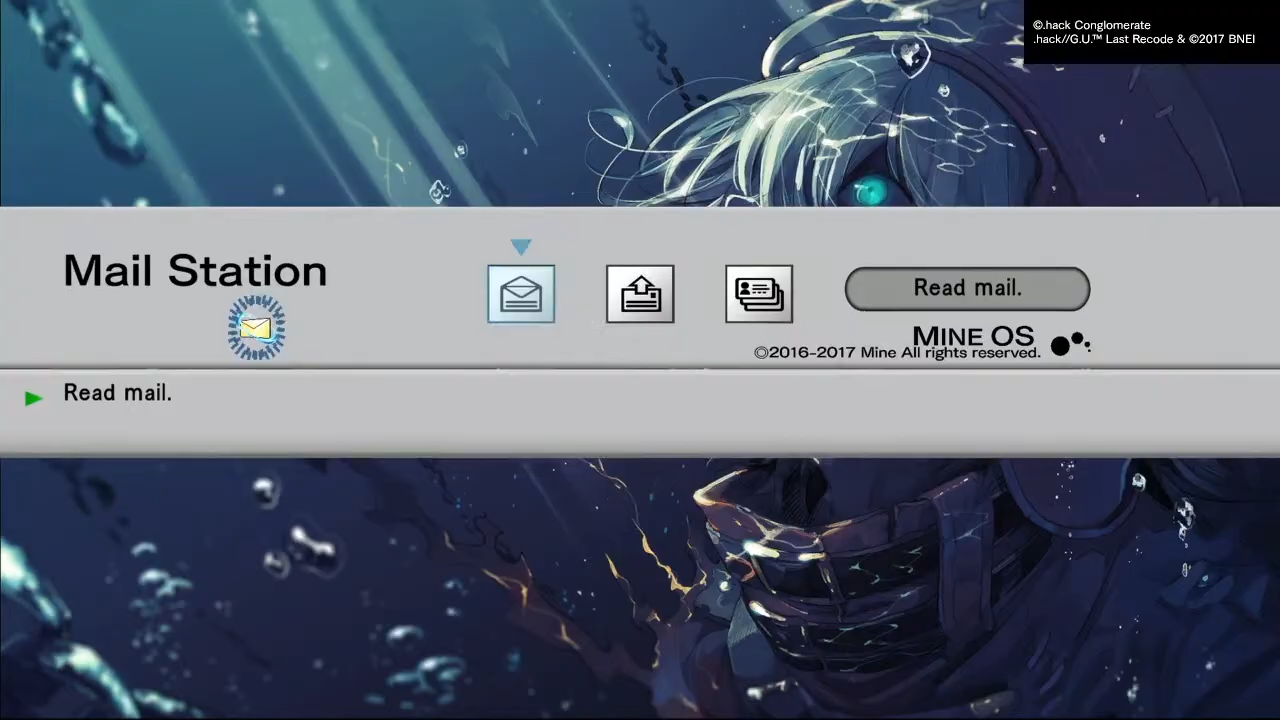 ©.hack Conglomerate
.hack//G.U.™ Last Recode & ©2017 BNEI
Mail Station
Read mail.
MINE OS
©2016-2017 Mine All rights reserved.
Read mail.